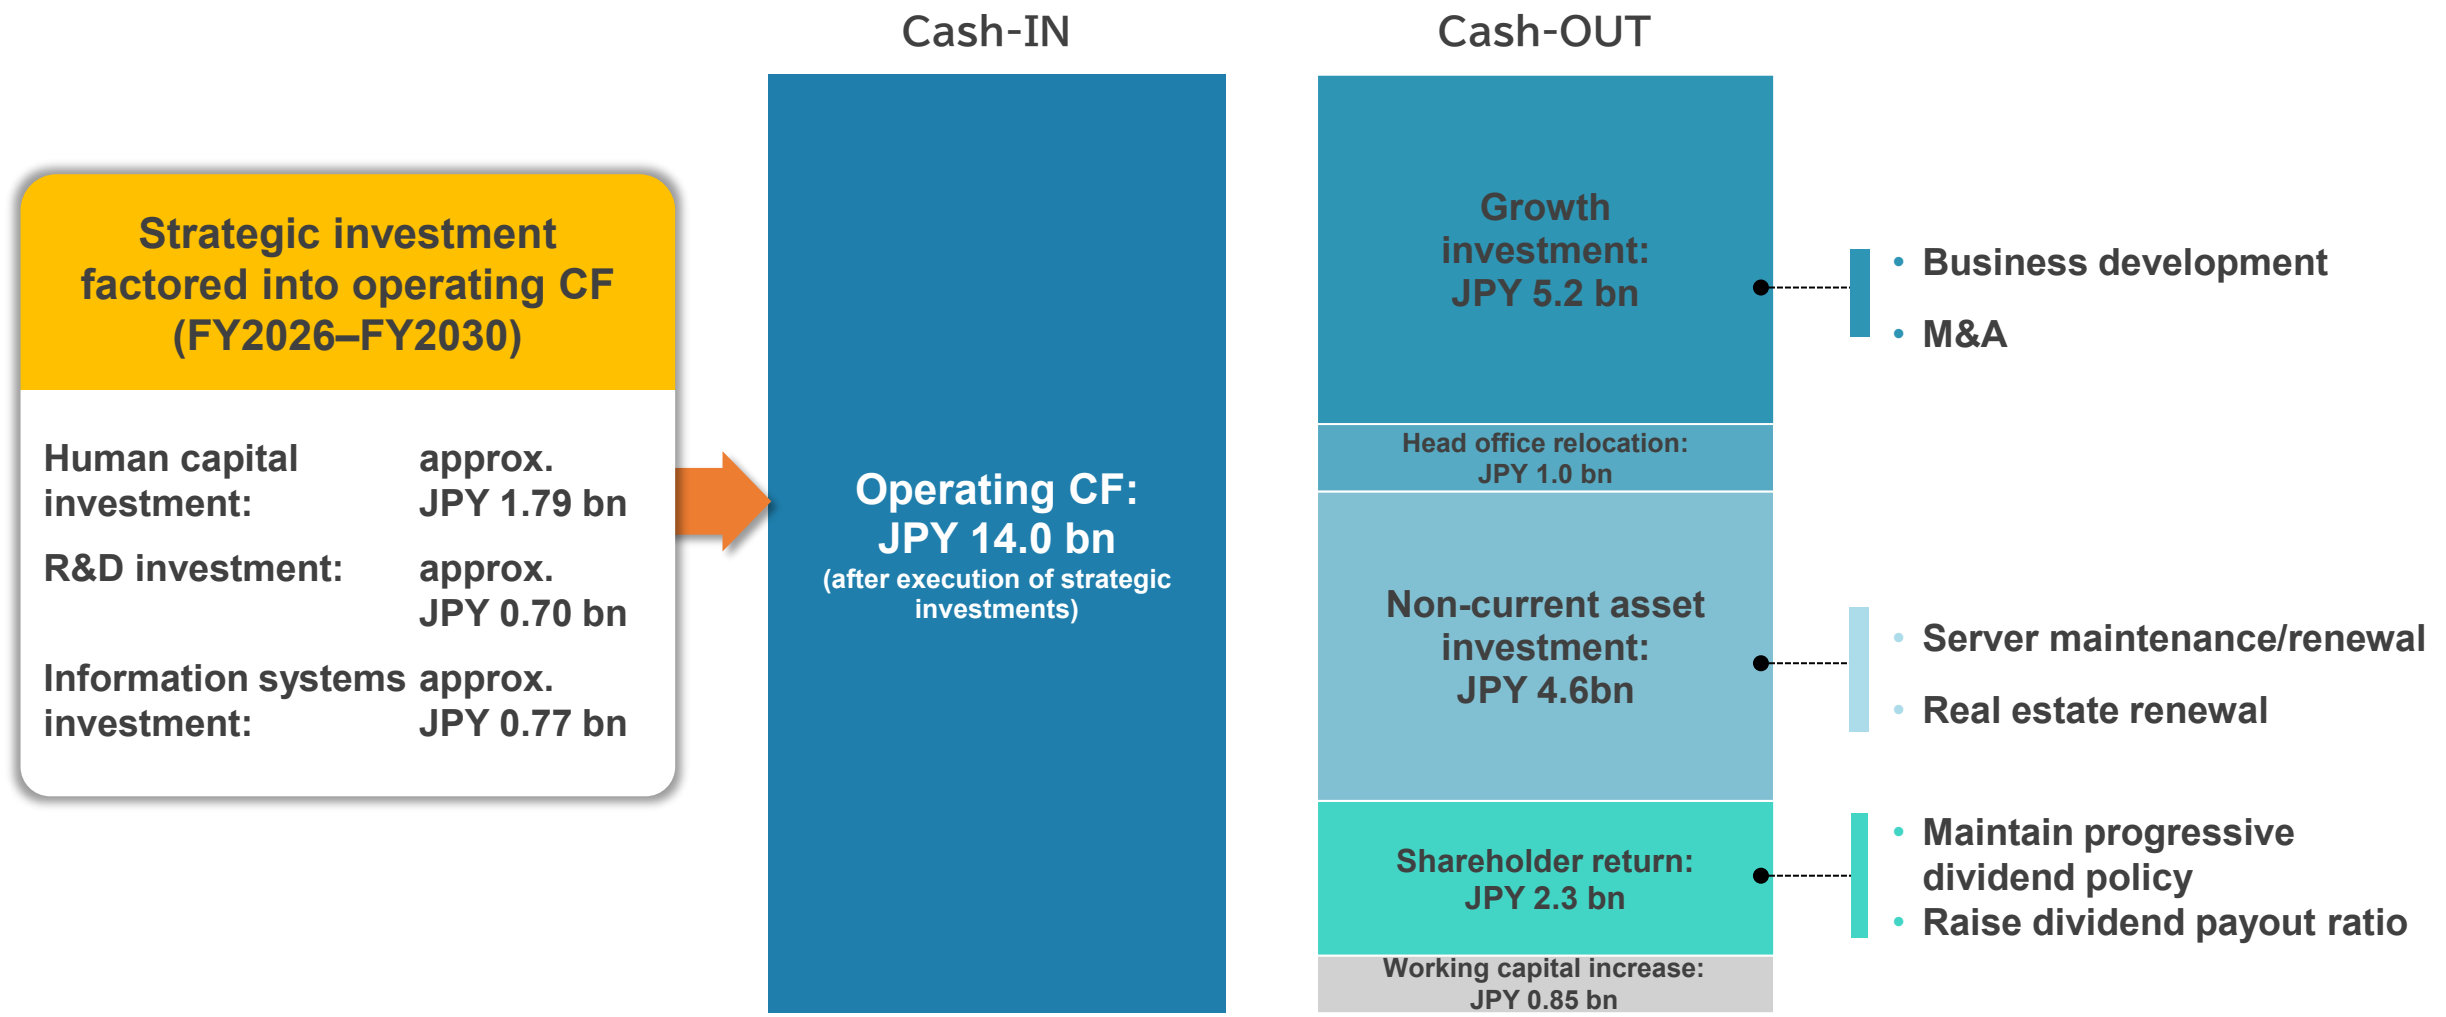 Cash-IN
Cash-OUT
Strategic investment
factored into operating CF
(FY2026–FY2030)
Human capital
investment:
approx.
JPY 1.79 bn
R&D investment:
approx.
JPY 0.70 bn
Information systems
investment:
approx.
JPY 0.77 bn
Operating CF:
JPY 14.0 bn
(after execution of strategic
investments)
Growth
investment:
JPY 5.2 bn
• Business development
• M&A
Head office relocation:
JPY 1.0 bn
Non-current asset
investment:
JPY 4.6bn
• Server maintenance/renewal
• Real estate renewal
Shareholder return:
JPY 2.3 bn
• Maintain progressive
dividend policy
• Raise dividend payout ratio
Working capital increase:
JPY 0.85 bn